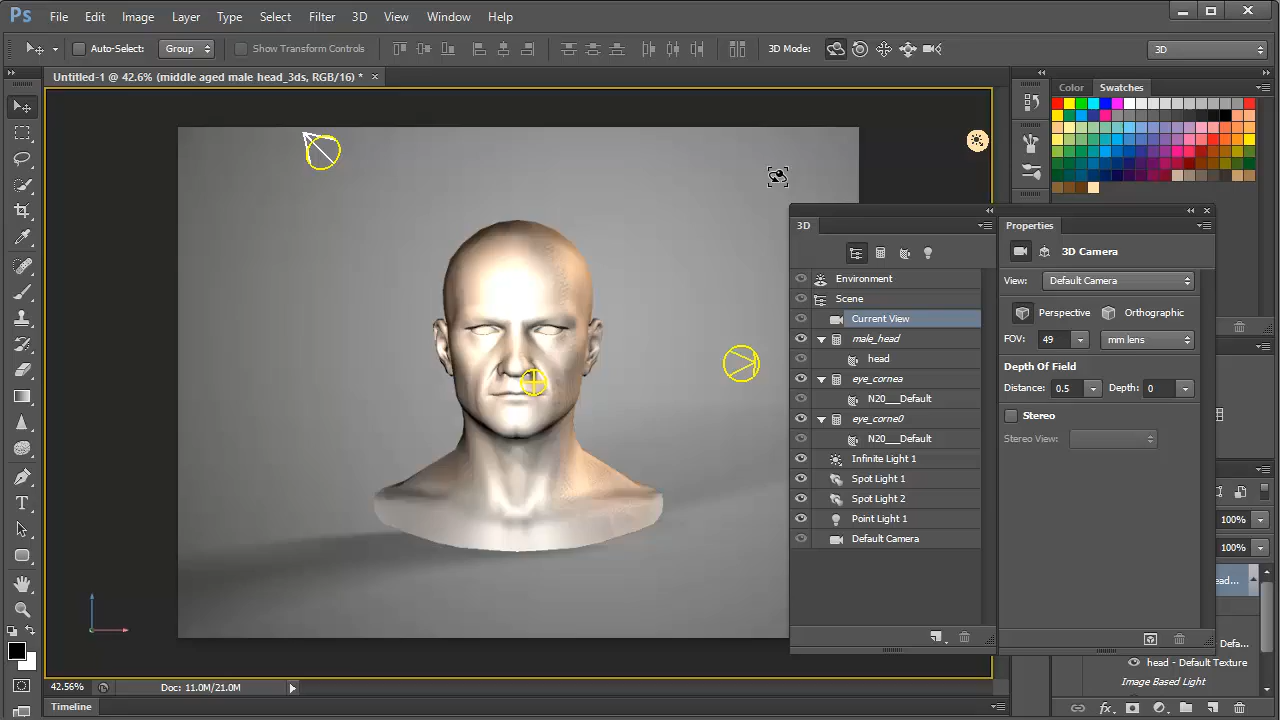 Ps File Edit Image Layer Type Select Filter 3D View Window Help
Auto-Select: Group Show Transform Controls 3D Mode: 3D
Untitled-1 @ 42.6% (middle aged male head_3ds, RGB/16) * ×
Color Swatches
3D Properties
3D Camera
Environment
View: Default Camera
Scene
Current View
Perspective Orthographic
male_head
FOV: 49 mm lens
head
Depth Of Field
eye_cornea
Distance: 0.5 Depth: 0
N20___Default
Stereo
eye_corne0
Stereo View:
N20___Default
Infinite Light 1
Spot Light 1
Spot Light 2
Point Light 1
Default Camera
100%
100%
ead...
Defa...
head - Default Texture
Image Based Light
T
42.56% Doc: 11.0M/21.0M
fx
Timeline